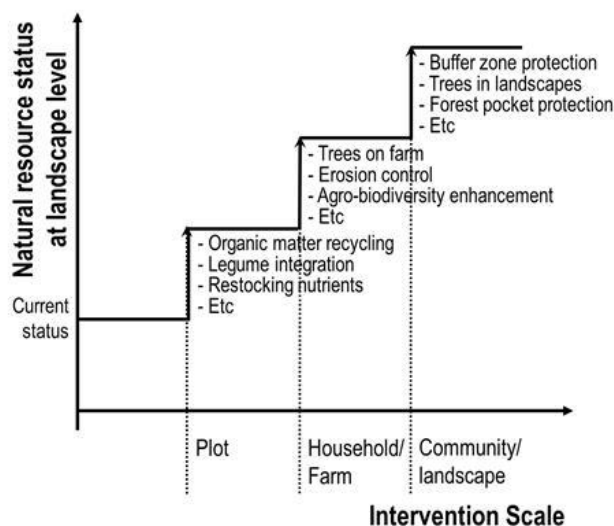 Natural resource status
at landscape level
- Buffer zone protection
- Trees in landscapes
- Forest pocket protection
- Etc
- Trees on farm
- Erosion control
- Agro-biodiversity enhancement
- Etc
- Organic matter recycling
- Legume integration
- Restocking nutrients
- Etc
Current
status
Plot
Household/
Farm
Community/
landscape
Intervention Scale